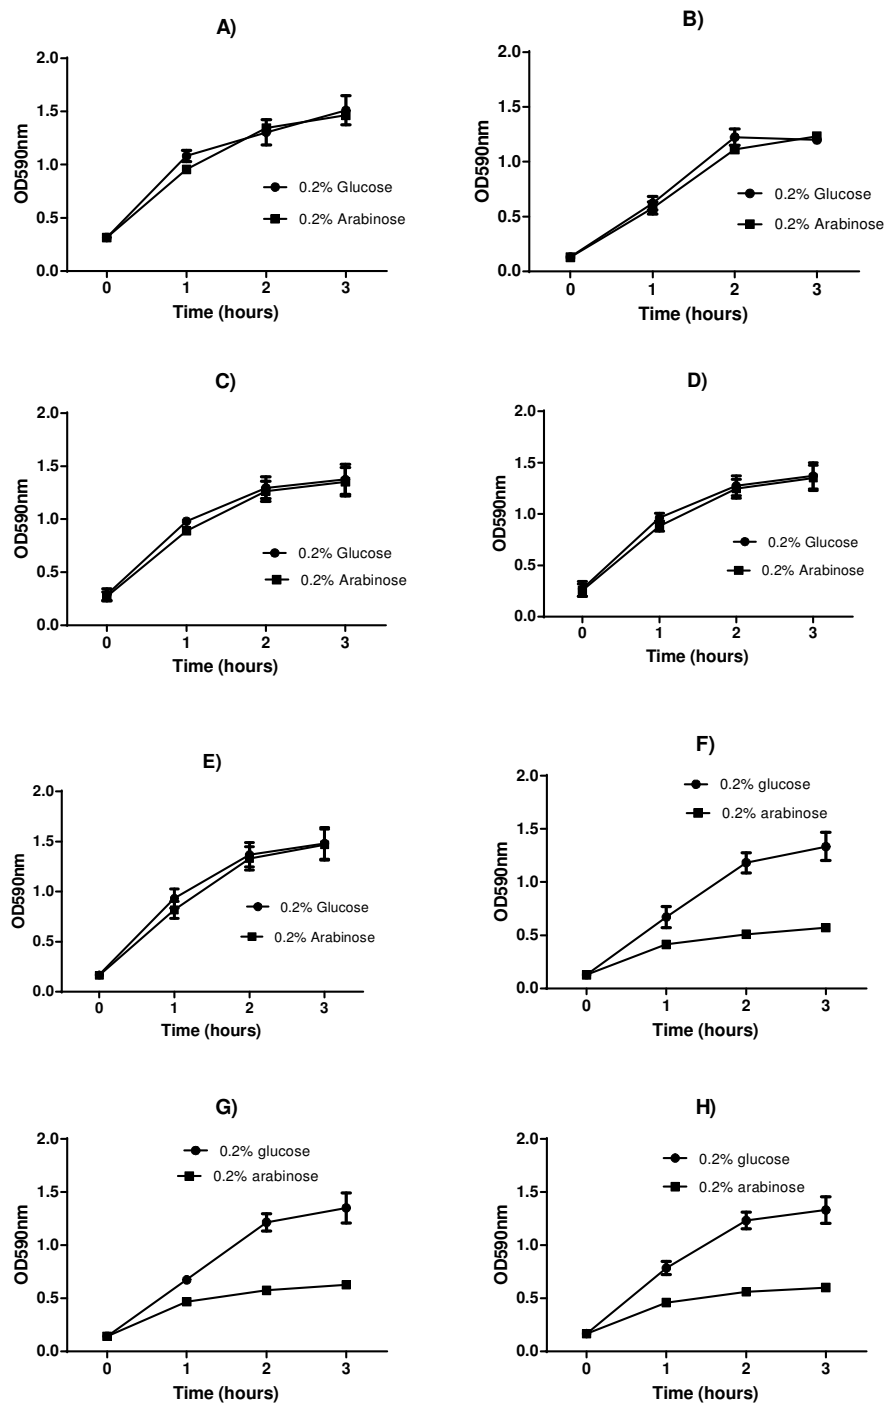 A)
2.0
1.5
1.0
0.5
0.0
OD590nm
0.2% Glucose
0.2% Arabinose
0 1 2 3
Time (hours)
B)
2.0
1.5
1.0
0.5
0.0
OD590nm
0.2% Glucose
0.2% Arabinose
0 1 2 3
Time (hours)
C)
2.0
1.5
1.0
0.5
0.0
OD590nm
0.2% Glucose
0.2% Arabinose
0 1 2 3
Time (hours)
D)
2.0
1.5
1.0
0.5
0.0
OD590nm
0.2% Glucose
0.2% Arabinose
0 1 2 3
Time (hours)
E)
2.0
1.5
1.0
0.5
0.0
OD590nm
0.2% Glucose
0.2% Arabinose
0 1 2 3
Time (hours)
F)
2.0
1.5
1.0
0.5
0.0
OD590nm
0.2% glucose
0.2% arabinose
0 1 2 3
Time (hours)
G)
2.0
1.5
1.0
0.5
0.0
OD590nm
0.2% glucose
0.2% arabinose
0 1 2 3
Time (hours)
H)
2.0
1.5
1.0
0.5
0.0
OD590nm
0.2% glucose
0.2% arabinose
0 1 2 3
Time (hours)